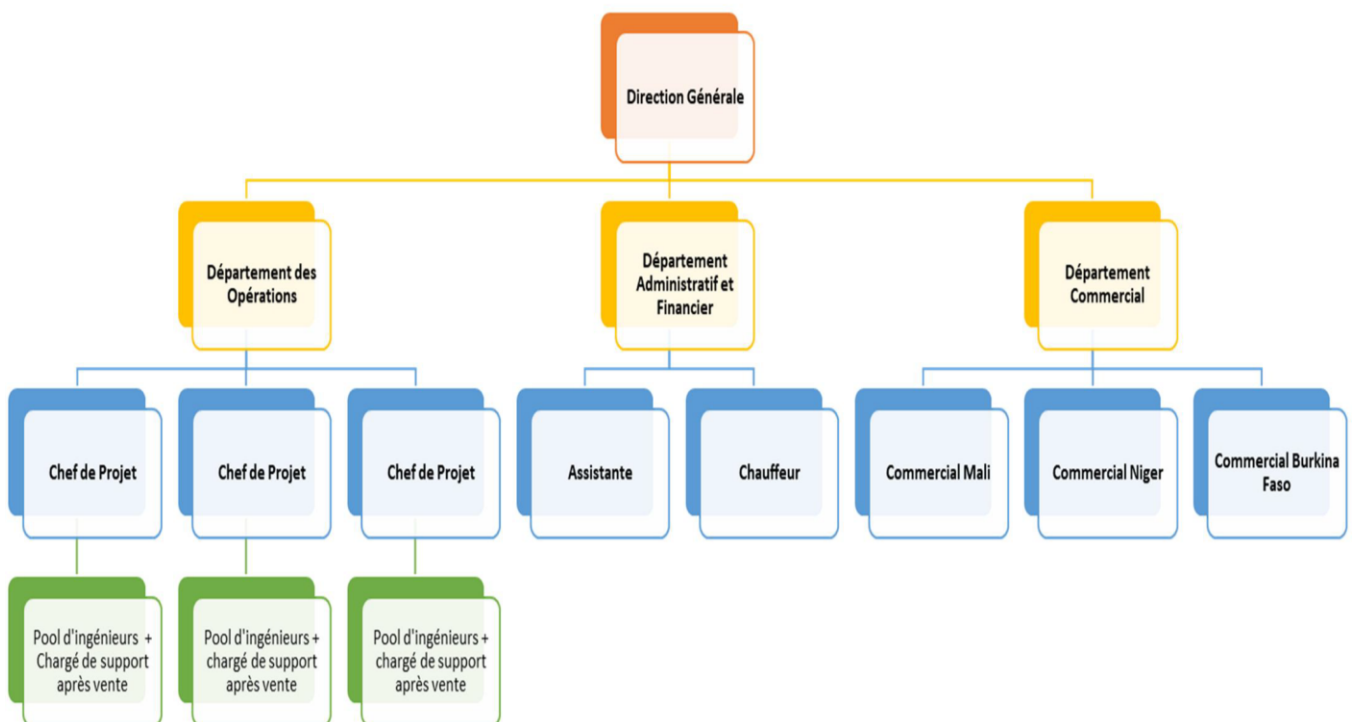 Direction Générale
Département des
Opérations
Département
Administratif et
Financier
Département
Commercial
Chef de Projet
Chef de Projet
Chef de Projet
Assistante
Chauffeur
Commercial Mali
Commercial Niger
Commercial Burkina
Faso
Pool d'ingénieurs +
Chargé de support
après vente
Pool d'ingénieurs +
chargé de support
après vente
Pool d'ingénieurs +
chargé de support
après vente